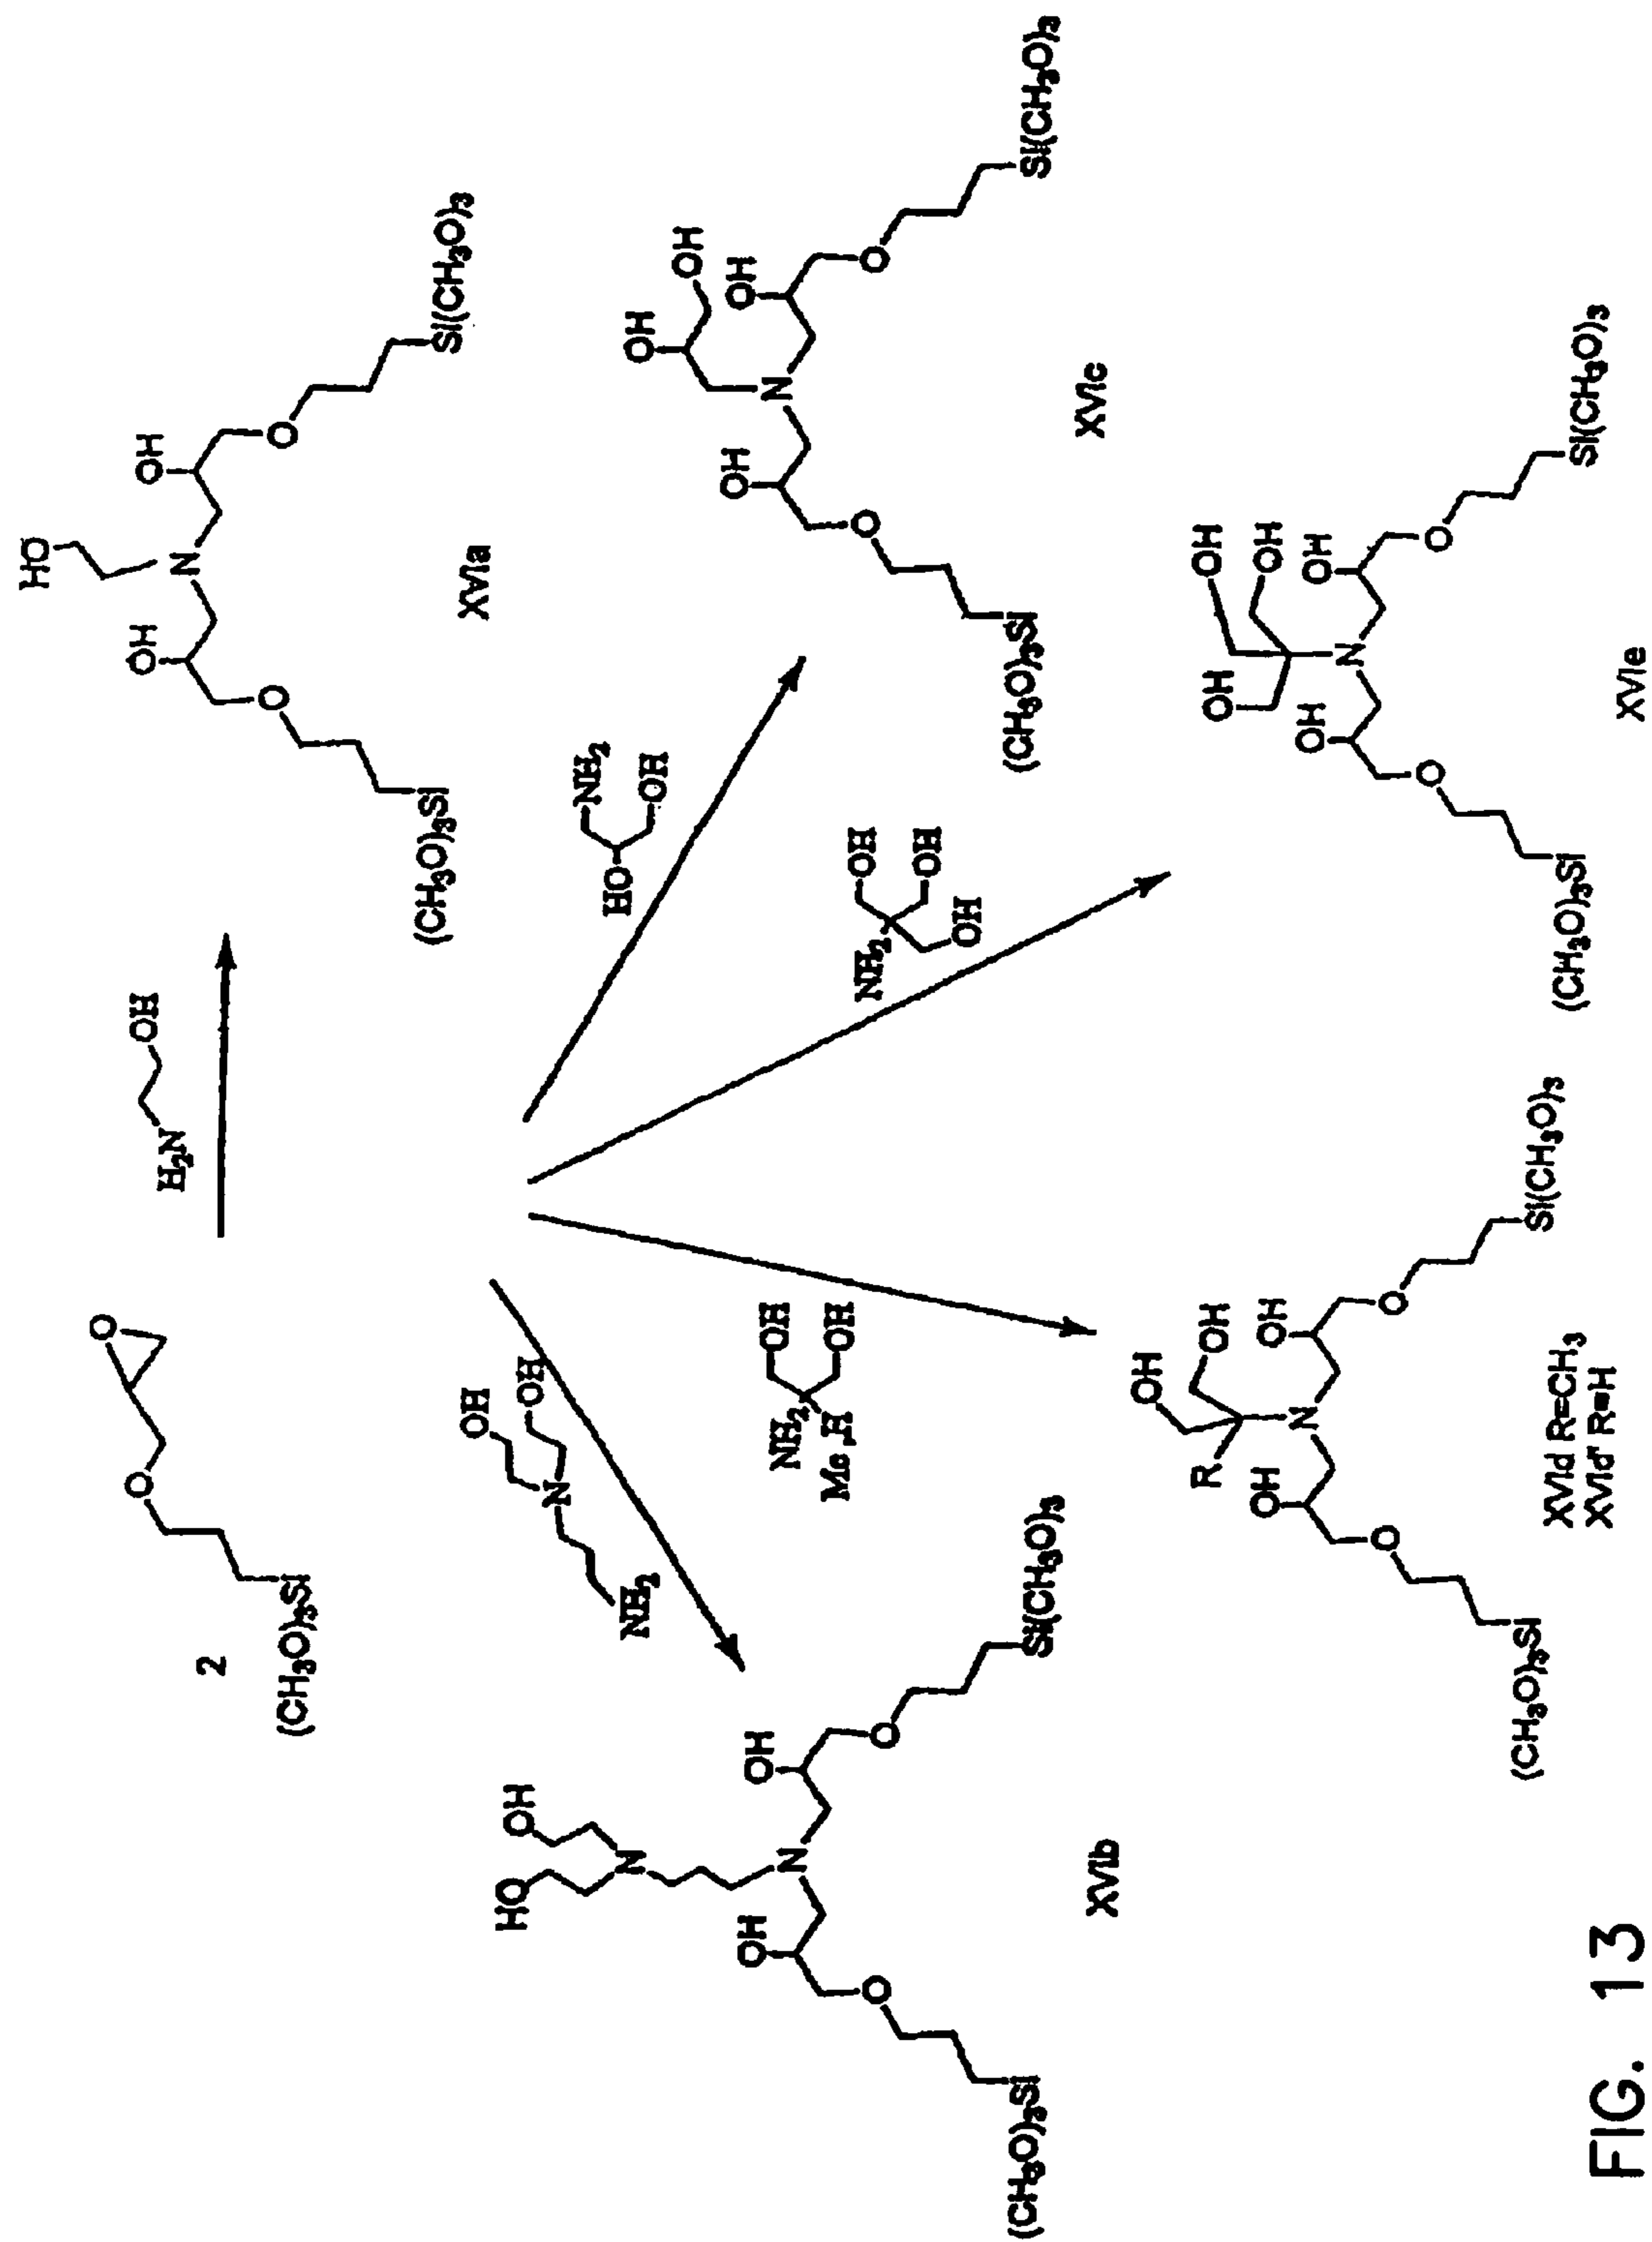 (CH₃O)₃Si
O
O
2
H₂N
OH
HO
OH
N
OH
O
O
(CH₃O)₃Si
Si(CH₃O)₃
XVIa
NH₂
HO
OH
OH
OH
OH
N
OH
O
O
(CH₃O)₃Si
Si(CH₃O)₃
XVIc
OH
OH
N
NH₂
HO
OH
N
OH
N
OH
O
O
(CH₃O)₃Si
Si(CH₃O)₃
XVIb
NH₂
OH
OH
Me ,H
OH
OH
R
OH
N
OH
O
O
(CH₃O)₃Si
Si(CH₃O)₃
XVId R=CH₃
XVId' R=H
NH₂
OH
OH
OH
OH
OH
OH
OH
N
OH
O
O
(CH₃O)₃Si
Si(CH₃O)₃
XVIe
FIG. 13